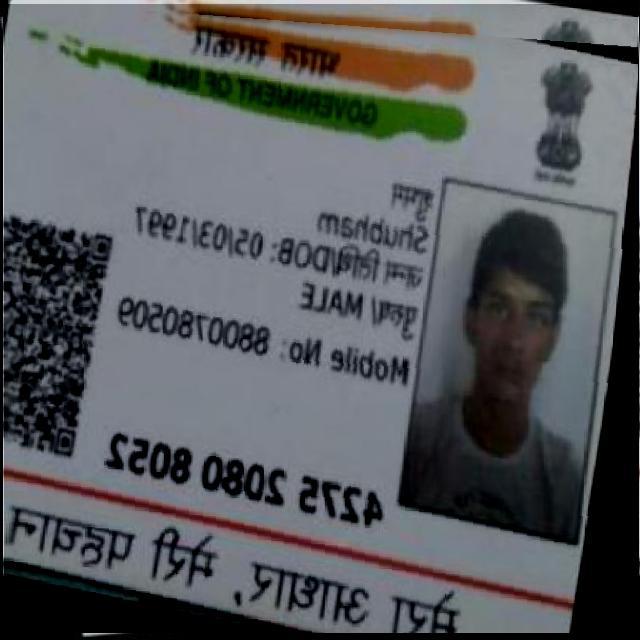 भारत सरकार
GOVERNMENT OF INDIA
शुभम
Shubham
जन्म तिथि/DOB: 05/03/1997
पुरुष/ MALE
Mobile No: 8800780509
4275 2080 8052
मेरा आधार, मेरी पहचान